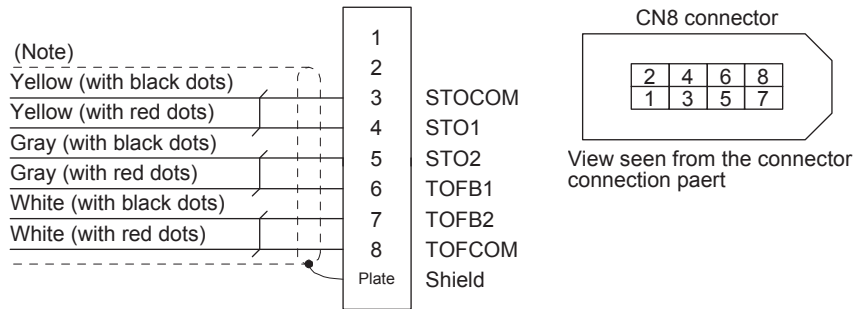 (Note)
Yellow (with black dots)
Yellow (with red dots)
Gray (with black dots)
Gray (with red dots)
White (with black dots)
White (with red dots)
1
2
3 STOCOM
4 STO1
5 STO2
6 TOFB1
7 TOFB2
8 TOFCOM
Plate Shield
CN8 connector
2 4 6 8
1 3 5 7
View seen from the connector
connection paert